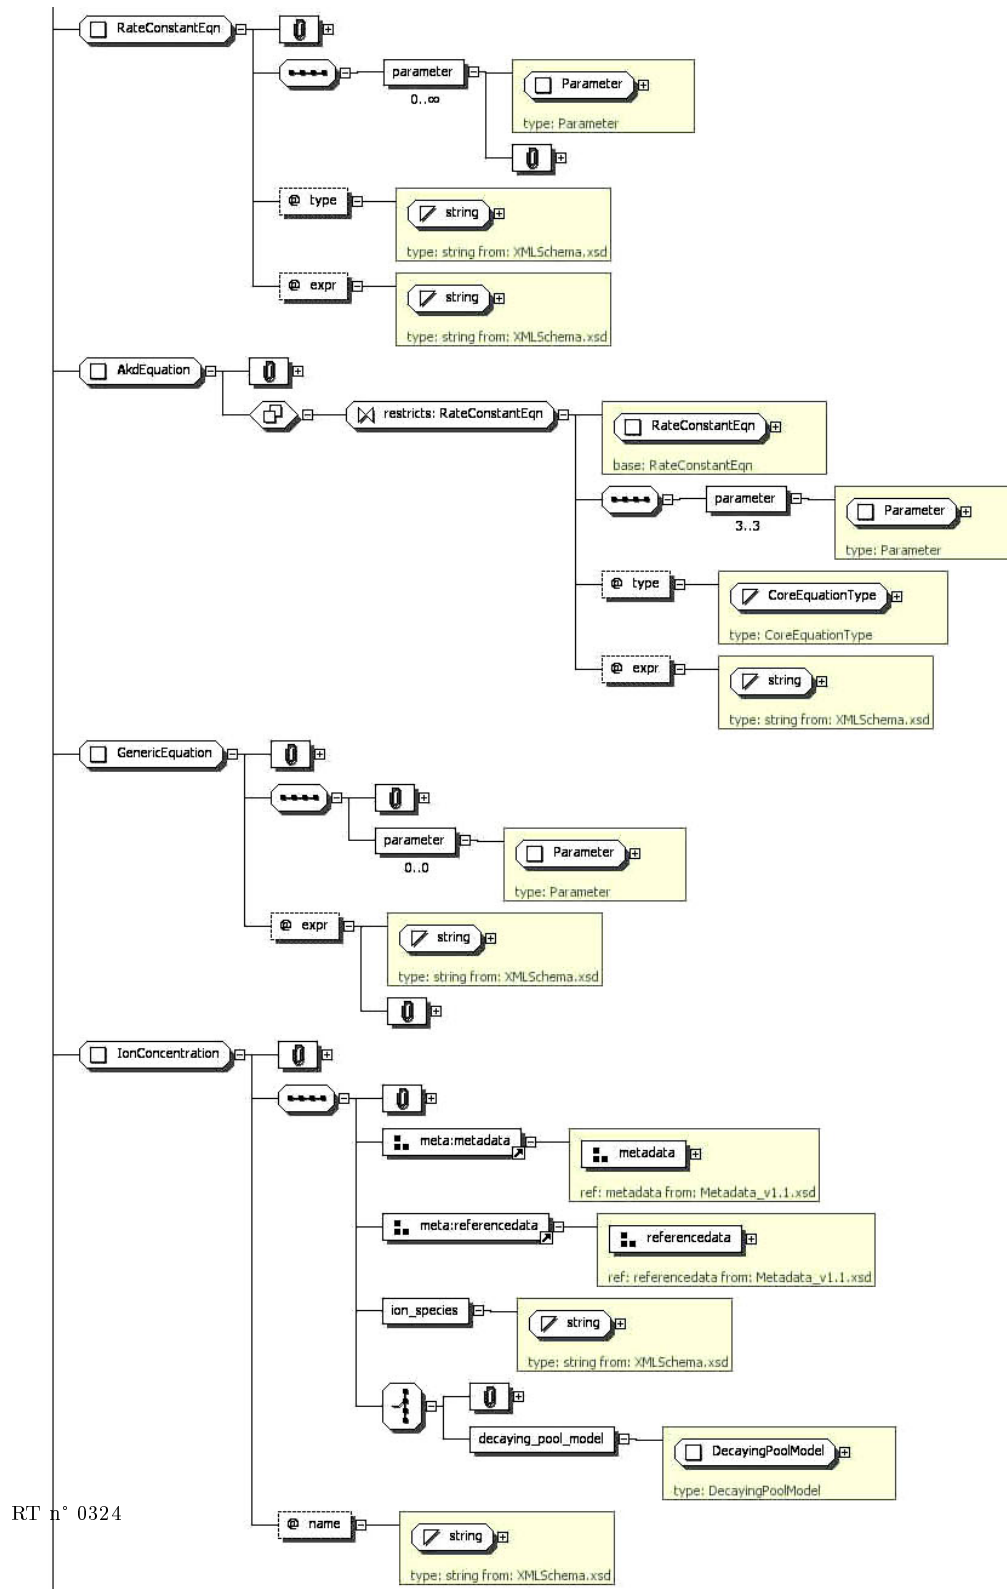 RateConstantEqn
parameter
0..∞
Parameter
type: Parameter
@ type
string
type: string from: XMLSchema.xsd
@ expr
string
type: string from: XMLSchema.xsd
AkdEquation
restricts: RateConstantEqn
RateConstantEqn
base: RateConstantEqn
parameter
3..3
Parameter
type: Parameter
@ type
CoreEquationType
type: CoreEquationType
@ expr
string
type: string from: XMLSchema.xsd
GenericEquation
parameter
0..0
Parameter
type: Parameter
@ expr
string
type: string from: XMLSchema.xsd
IonConcentration
meta:metadata
metadata
ref: metadata from: Metadata_v1.1.xsd
meta:referencedata
referencedata
ref: referencedata from: Metadata_v1.1.xsd
ion_species
string
type: string from: XMLSchema.xsd
decaying_pool_model
DecayingPoolModel
type: DecayingPoolModel
RT n° 0324
@ name
string
type: string from: XMLSchema.xsd